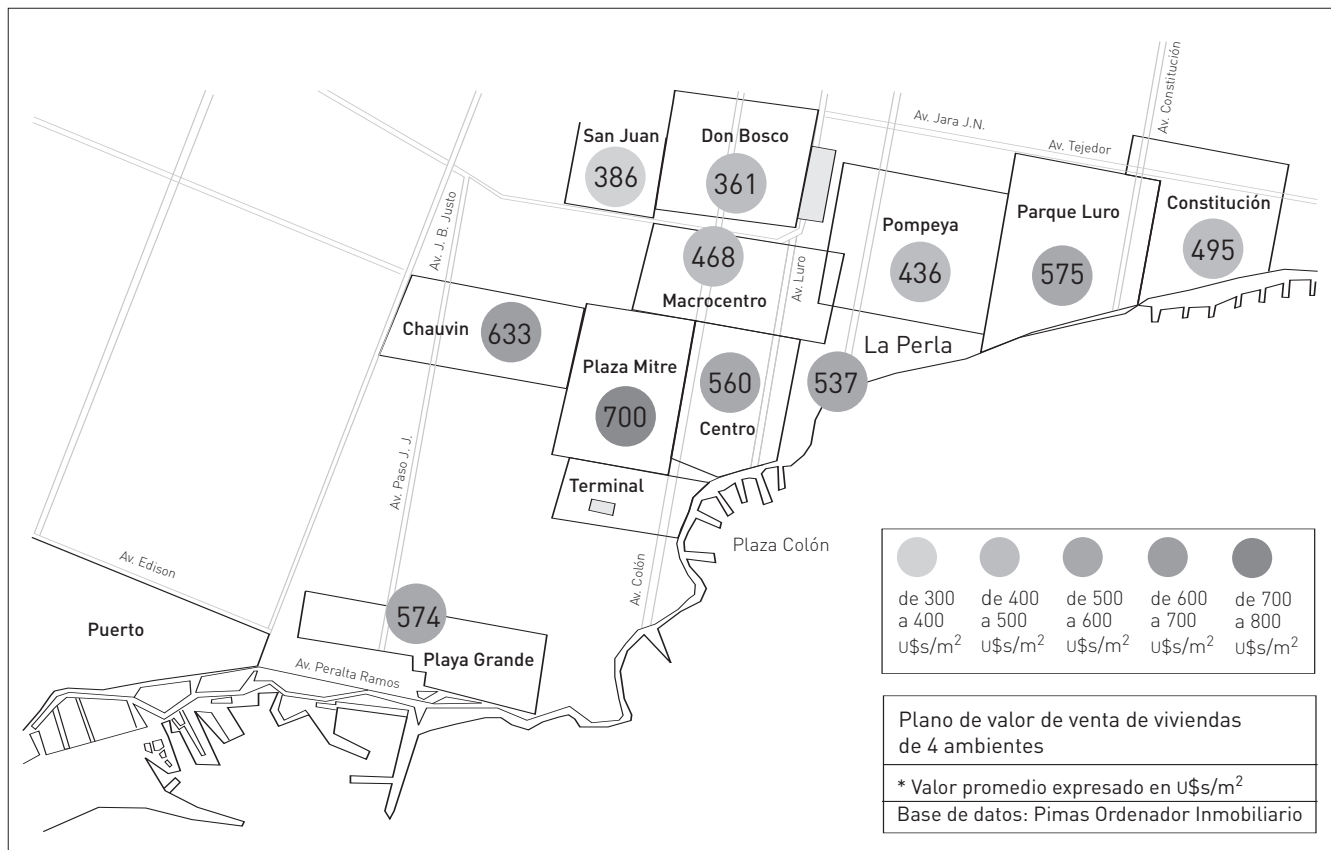 Av. Constitución
Av. Jara J.N.
Av. Tejedor
San Juan
386
Don Bosco
361
Pompeya
436
Parque Luro
575
Constitución
495
Av. J. B. Justo
468
Macrocentro
Av. Luro
Chauvin
633
Plaza Mitre
700
560
Centro
La Perla
537
Av. Paso J. J.
Terminal
Plaza Colón
Av. Colón
Av. Edison
Puerto
574
Playa Grande
Av. Peralta Ramos
de 300
a 400
U$s/m²
de 400
a 500
U$s/m²
de 500
a 600
U$s/m²
de 600
a 700
U$s/m²
de 700
a 800
U$s/m²
Plano de valor de venta de viviendas
de 4 ambientes
* Valor promedio expresado en U$s/m²
Base de datos: Pimas Ordenador Inmobiliario